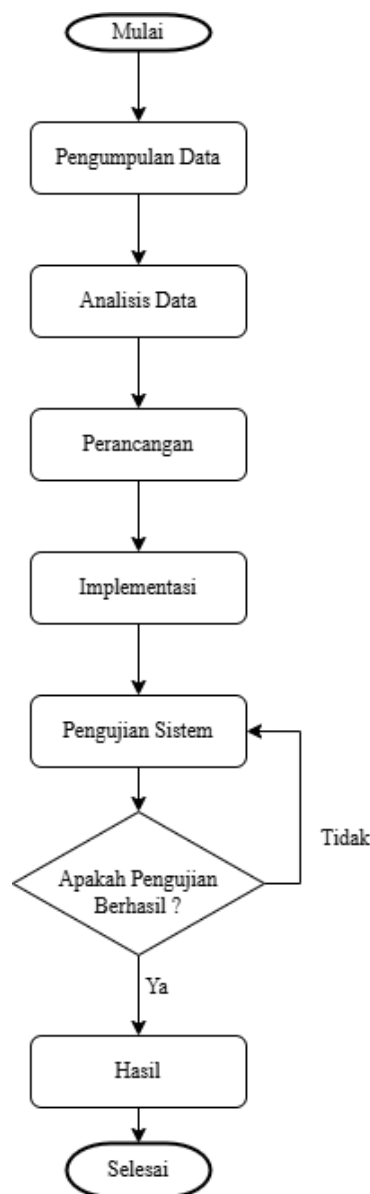 Mulai
Pengumpulan Data
Analisis Data
Perancangan
Implementasi
Pengujian Sistem
Tidak
Apakah Pengujian
Berhasil ?
Ya
Hasil
Selesai